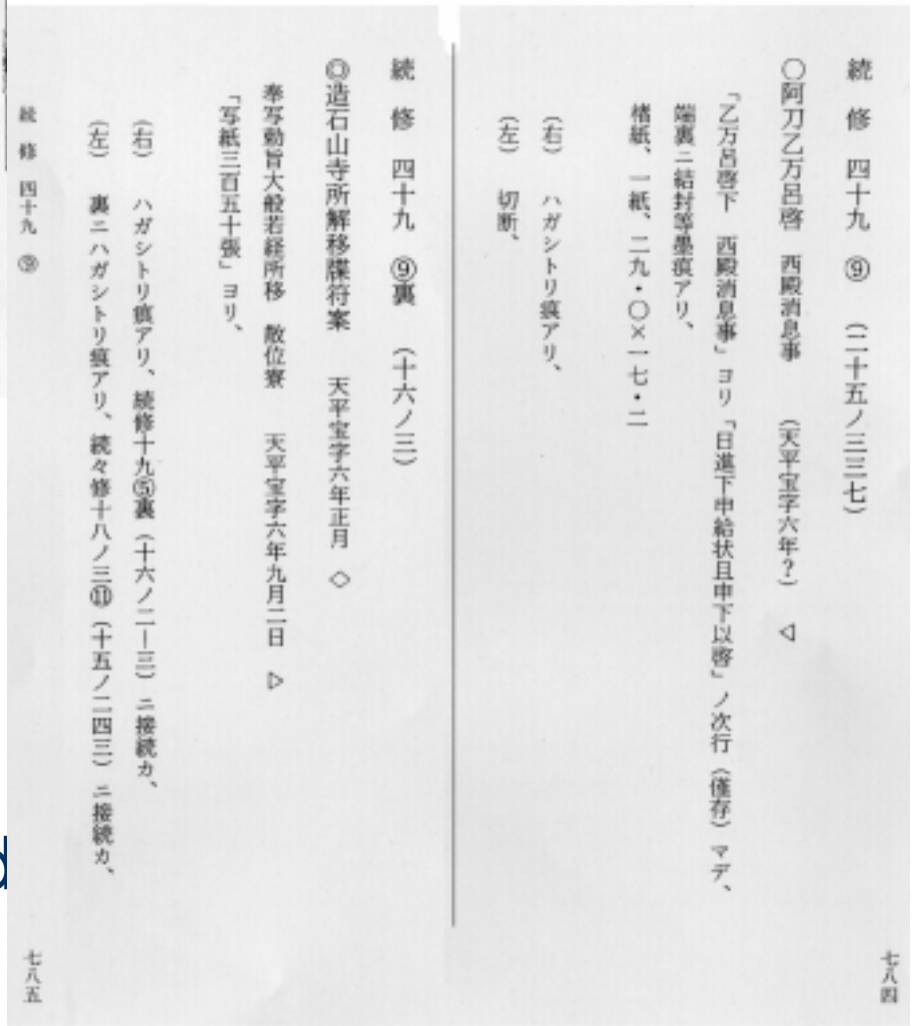 続修 四十九 ⑨ (二十五ノ三三七)
〇阿刀乙万呂啓 西殿消息事 (天平宝字六年?) ◁
「乙万呂啓下 西殿消息事」ヨリ「日進下申給状且申下以啓」ノ次行(僅存)マデ、
端裏ニ結封等墨痕アリ、
楮紙、一紙、二九・〇×一七・二
(右) ハガシトリ痕アリ、
(左) 切断、
七八四
続修 四十九 ⑨裏 (十六ノ三)
◎造石山寺所解移牒符案 天平宝字六年正月 ◇
奉写勅旨大般若経所移 散位寮 天平宝字六年九月二日 ▷
「写紙三百五十張」ヨリ、
(右) ハガシトリ痕アリ、続修十九⑤裏(十六ノ二―三)ニ接続カ、
(左) 裏ニハガシトリ痕アリ、続々修十八ノ三⑪(十五ノ二四三)ニ接続カ、
続修 四十九 ⑨
七八五